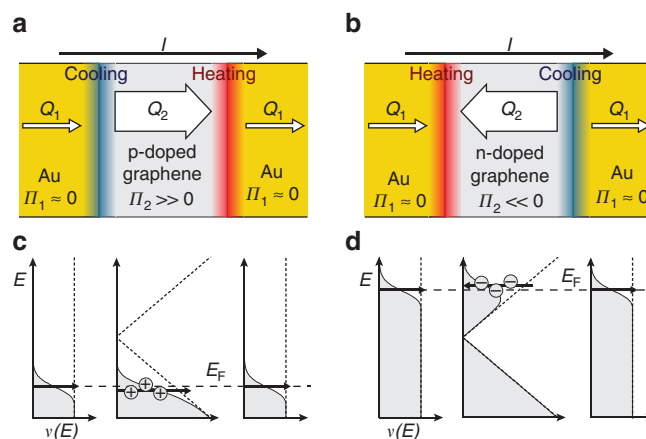 a
I
Cooling
Heating
Q1
Q2
Q1
Au
Π1 ≈ 0
p-doped
graphene
Π2 >> 0
Au
Π1 ≈ 0
b
I
Heating
Cooling
Q1
Q2
Q1
Au
Π1 ≈ 0
n-doped
graphene
Π2 << 0
Au
Π1 ≈ 0
c
E
EF
+ + +
v(E)
d
E
EF
− − −